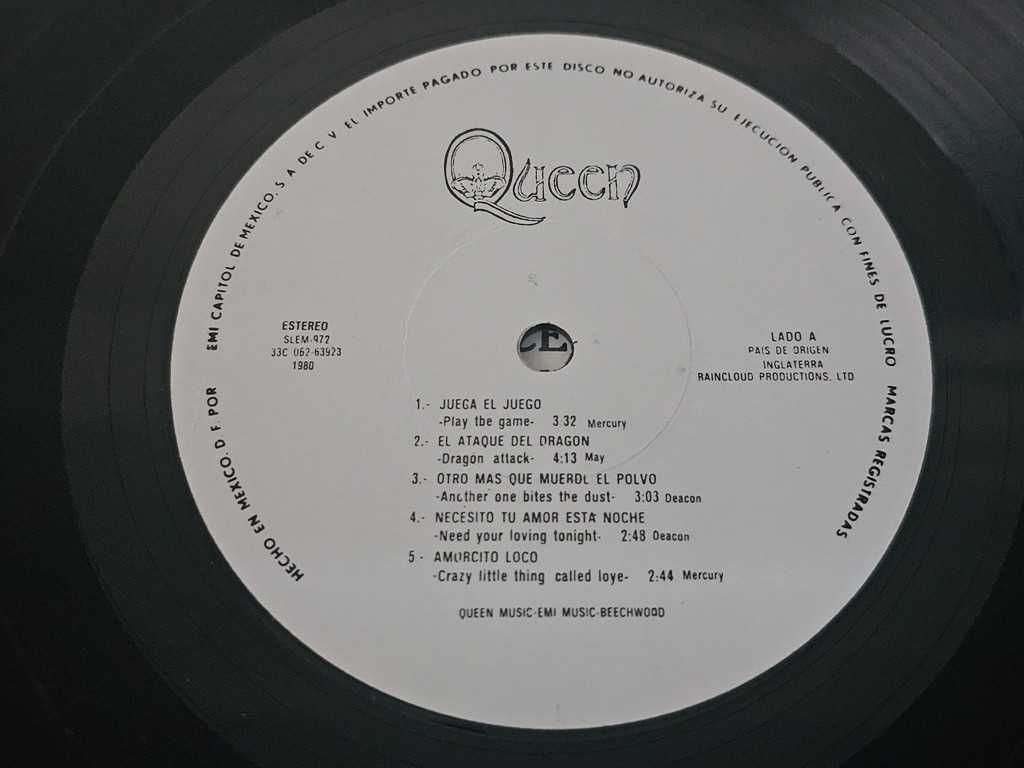 HECHO EN MEXICO, D. F. POR EMI CAPITOL DE MEXICO, S. A. DE C. V. EL IMPORTE PAGADO POR ESTE DISCO NO AUTORIZA SU EJECUCION PUBLICA CON FINES DE LUCRO MARCAS REGISTRADAS
Queen
ESTEREO
SLEM-972
33C 062-63923
1980
LADO A
PAIS DE ORIGEN
INGLATERRA
RAINCLOUD PRODUCTIONS, LTD
1.- JUEGA EL JUEGO
-Play the game- 3:32 Mercury
2.- EL ATAQUE DEL DRAGON
-Dragon attack- 4:13 May
3.- OTRO MAS QUE MUERDE EL POLVO
-Another one bites the dust- 3:03 Deacon
4.- NECESITO TU AMOR ESTA NOCHE
-Need your loving tonight- 2:48 Deacon
5.- AMORCITO LOCO
-Crazy little thing called loye- 2:44 Mercury
QUEEN MUSIC-EMI MUSIC-BEECHWOOD